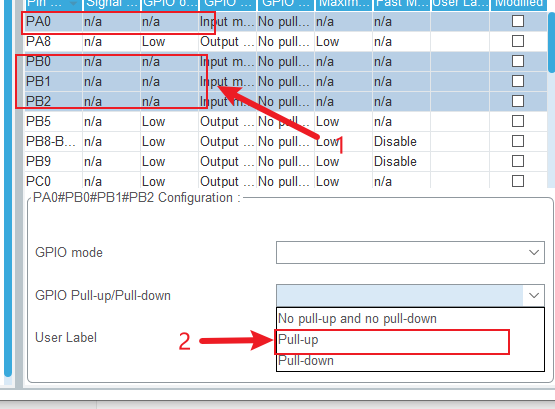 Pin ... Signal ... GPIO o... GPIO ... GPIO ... Maxim... Fast M... User La... Modified
PA0 n/a n/a Input m... No pull... n/a n/a
PA8 n/a Low Output ... No pull... Low n/a
PB0 n/a n/a Input m... No pull... n/a n/a
PB1 n/a n/a Input m... No pull... n/a n/a
PB2 n/a n/a Input m... No pull... n/a n/a
PB5 n/a Low Output ... No pull... Low n/a
PB8-B... n/a Low Output ... No pull... Low Disable
1
PB9 n/a Low Output ... No pull... Low Disable
PC0 n/a Low Output ... No pull... Low n/a
PA0#PB0#PB1#PB2 Configuration :
GPIO mode
GPIO Pull-up/Pull-down
No pull-up and no pull-down
User Label
2
Pull-up
Pull-down